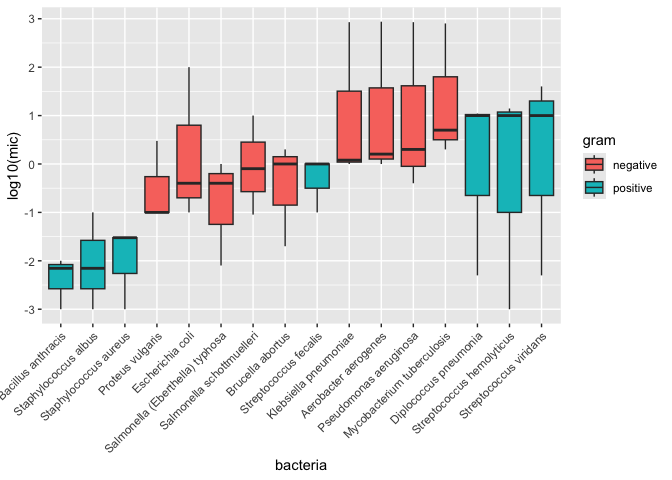 3
2
1
0
-1
-2
-3
log10(mic)
Bacillus anthracis
Staphylococcus albus
Staphylococcus aureus
Proteus vulgaris
Escherichia coli
Salmonella (Eberthella) typhosa
Salmonella schottmuelleri
Brucella abortus
Streptococcus fecalis
Klebsiella pneumoniae
Aerobacter aerogenes
Pseudomonas aeruginosa
Mycobacterium tuberculosis
Diplococcus pneumonia
Streptococcus hemolyticus
Streptococcus viridans
bacteria
gram
negative
positive